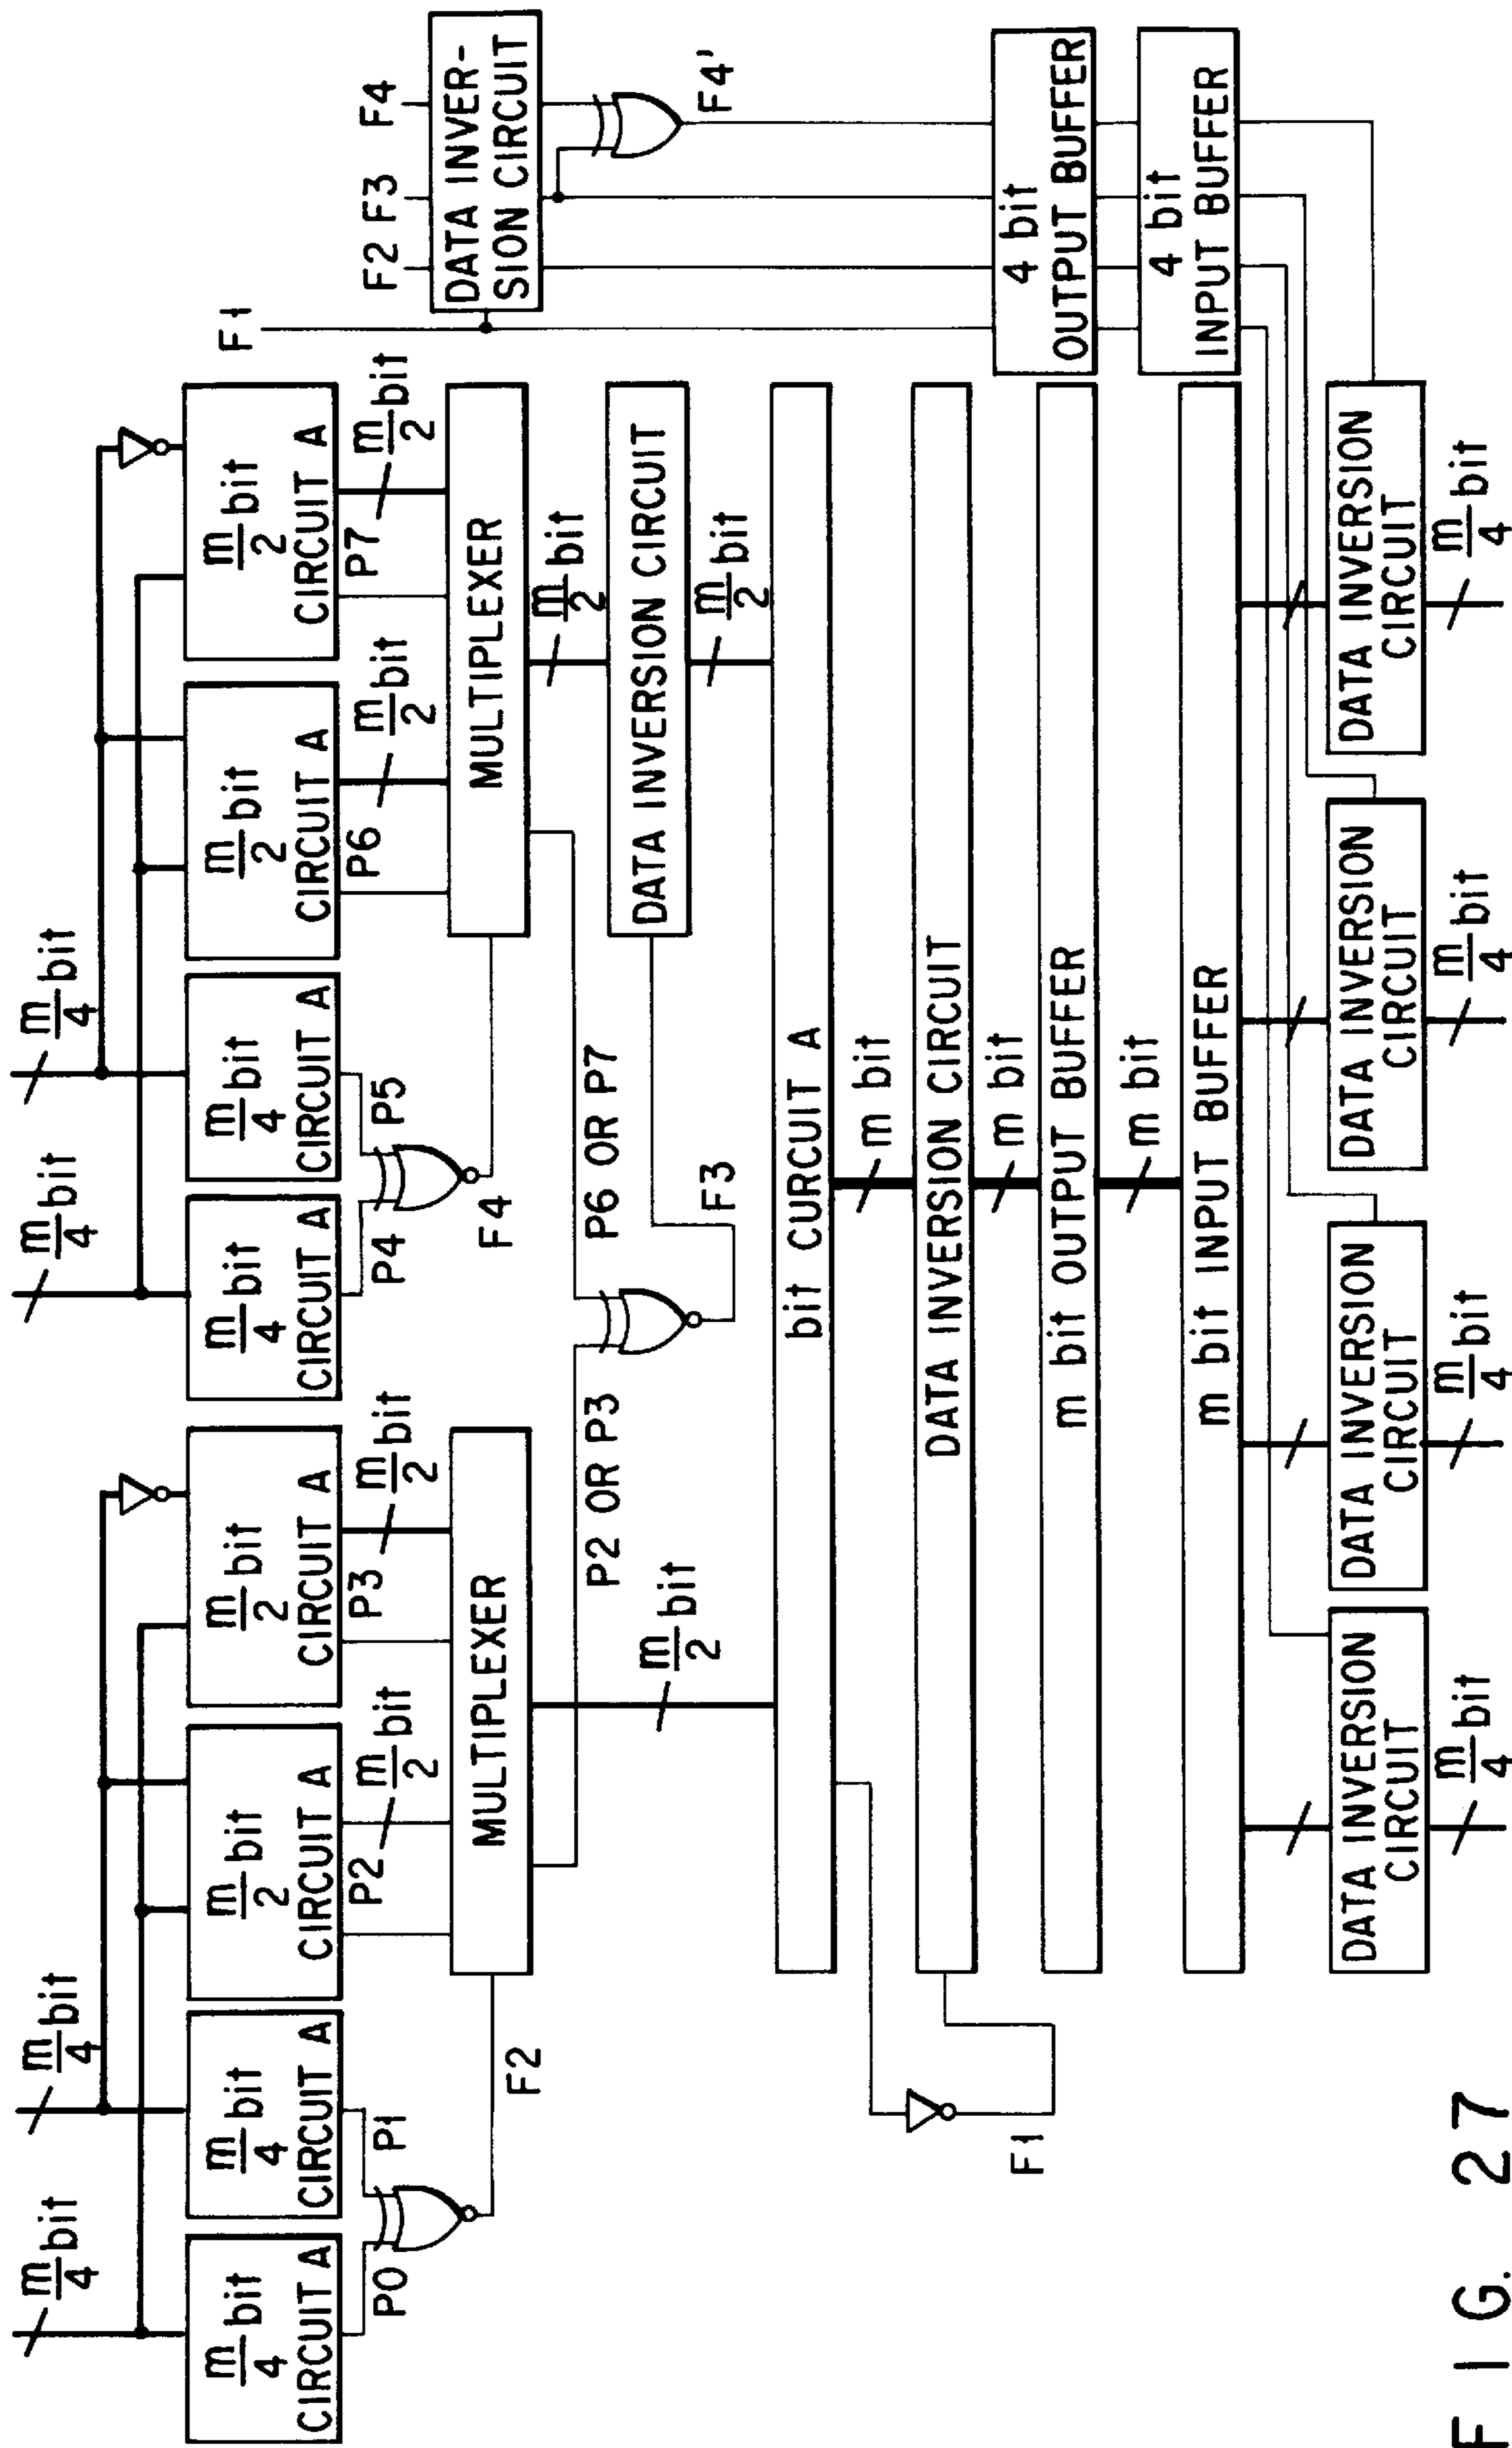 m/4 bit
m/4 bit
m/4 bit
m/4 bit
m/4 bit
CIRCUIT A
m/4 bit
CIRCUIT A
m/2 bit
CIRCUIT A
m/2 bit
CIRCUIT A
m/4 bit
CIRCUIT A
m/4 bit
CIRCUIT A
m/2 bit
CIRCUIT A
m/2 bit
CIRCUIT A
P0
P1
P2
m/2 bit
P3
m/2 bit
P4
P5
P6
m/2 bit
P7
m/2 bit
F1
F2
F3
F4
DATA INVER-
SION CIRCUIT
F4'
F2
MULTIPLEXER
F4
MULTIPLEXER
P2 OR P3
P6 OR P7
m/2 bit
m/2 bit
DATA INVERSION CIRCUIT
F3
m/2 bit
bit CURCUIT A
m bit
F1
DATA INVERSION CIRCUIT
m bit
m bit OUTPUT BUFFER
4 bit
OUTPUT BUFFER
m bit
m bit INPUT BUFFER
4 bit
INPUT BUFFER
DATA INVERSION
CIRCUIT
DATA INVERSION
CIRCUIT
DATA INVERSION
CIRCUIT
DATA INVERSION
CIRCUIT
m/4 bit
m/4 bit
m/4 bit
m/4 bit
FIG. 27